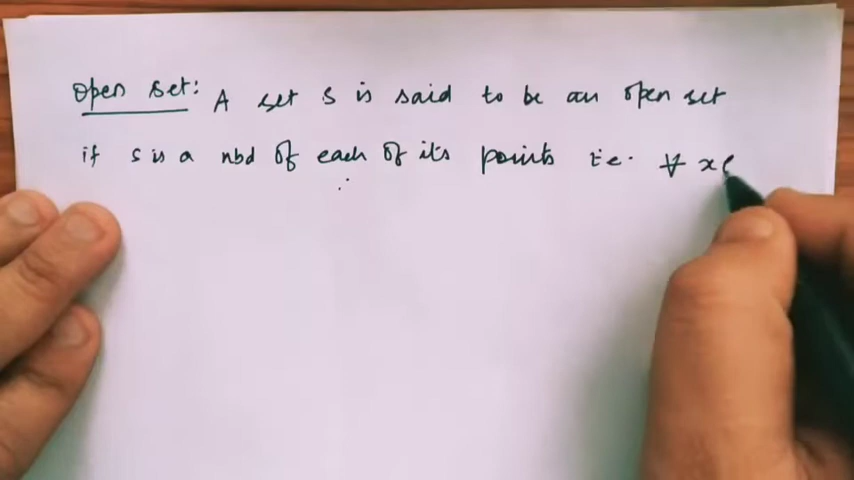 Open set: A set S is said to be an open set
if S is a nbd of each of its points i.e. ∀ x